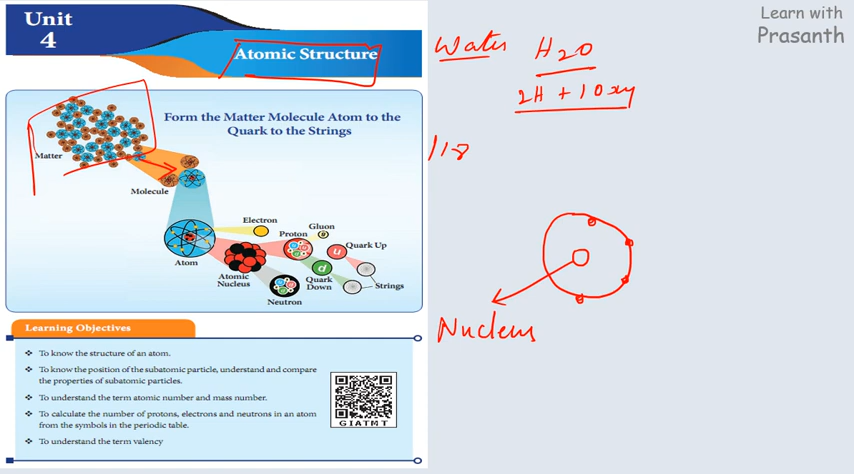 Unit
4
Atomic Structure
Form the Matter Molecule Atom to the
Quark to the Strings
Matter
Molecule
Electron
Proton
Gluon
Quark Up
u
d
Atom
Atomic
Nucleus
Quark
Down
Strings
Neutron
Learning Objectives
❖ To know the structure of an atom.
❖ To know the position of the subatomic particle, understand and compare
the properties of subatomic particles.
❖ To understand the term atomic number and mass number.
❖ To calculate the number of protons, electrons and neutrons in an atom
from the symbols in the periodic table.
❖ To understand the term valency
GIATMT
Learn with
Prasanth
Water H2O
2H + 1Oxy
118
Nucleus